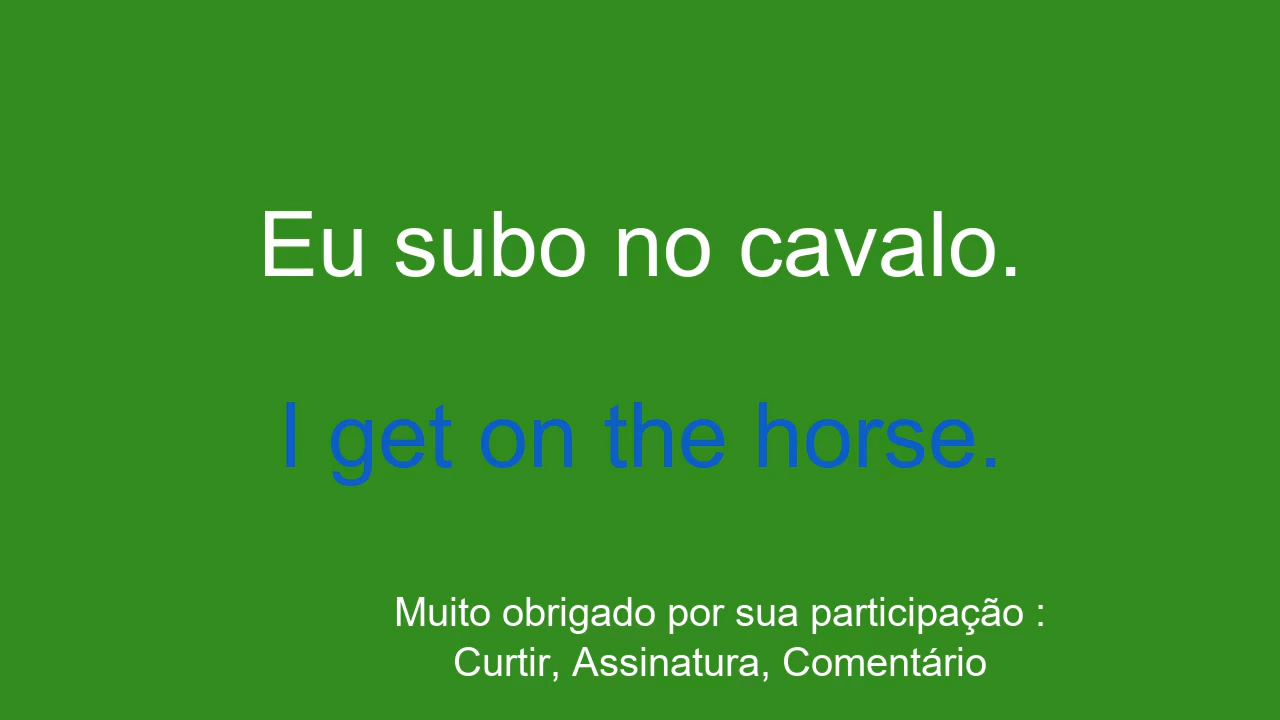 Eu subo no cavalo.
I get on the horse.
Muito obrigado por sua participação :
Curtir, Assinatura, Comentário